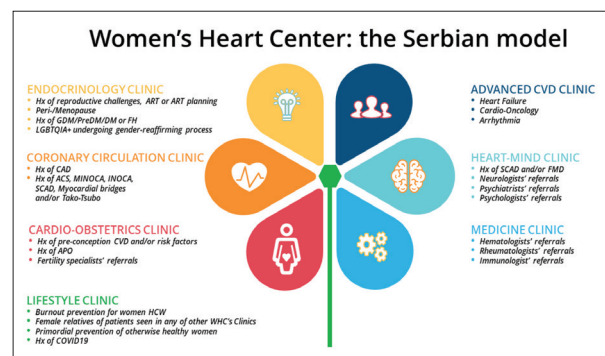 Women's Heart Center: the Serbian model
ENDOCRINOLOGY CLINIC
• Hx of reproductive challenges, ART or ART planning
• Peri-/Menopause
• Hx of GDM/PreDM/DM or FH
• LGBTQIA+ undergoing gender-reaffirming process
CORONARY CIRCULATION CLINIC
• Hx of CAD
• Hx of ACS, MINOCA, INOCA,
SCAD, Myocardial bridges
and/or Tako-Tsubo
CARDIO-OBSTETRICS CLINIC
• Hx of pre-conception CVD and/or risk factors
• Hx of APO
• Fertility specialists' referrals
LIFESTYLE CLINIC
• Burnout prevention for women HCW
• Female relatives of patients seen in any of other WHC's Clinics
• Primordial prevention of otherwise healthy women
• Hx of COVID19
ADVANCED CVD CLINIC
• Heart Failure
• Cardio-Oncology
• Arrhythmia
HEART-MIND CLINIC
• Hx of SCAD and/or FMD
• Neurologists' referrals
• Psychiatrists' referrals
• Psychologists' referrals
MEDICINE CLINIC
• Hematologists' referrals
• Rheumatologists' referrals
• Immunologist' referrals